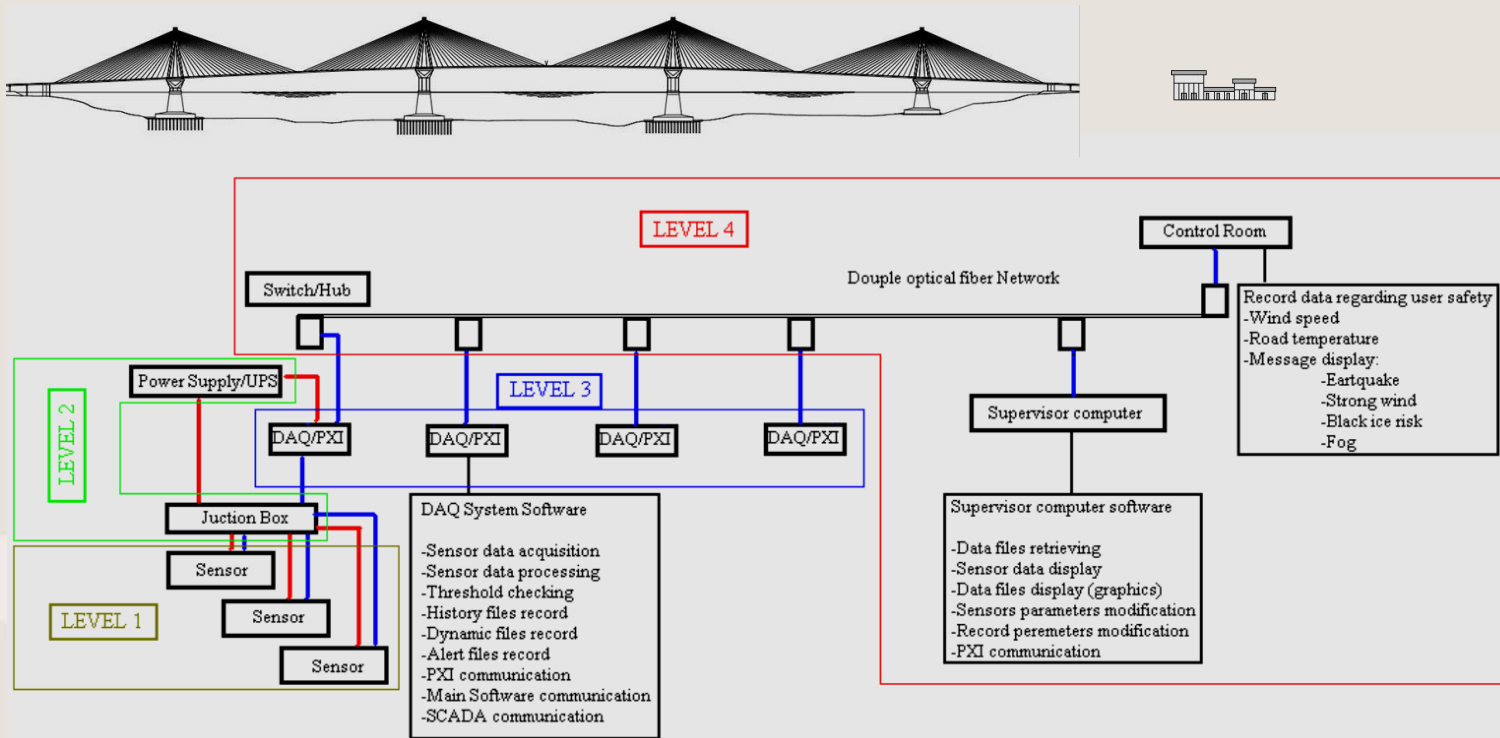 LEVEL 4
Control Room
Switch/Hub
Douple optical fiber Network
Record data regarding user safety
-Wind speed
-Road temperature
-Message display:
-Eartquake
-Strong wind
-Black ice risk
-Fog
Power Supply/UPS
LEVEL 3
LEVEL 2
Supervisor computer
DAQ/PXI
DAQ/PXI
DAQ/PXI
DAQ/PXI
Juction Box
DAQ System Software
-Sensor data acquisition
-Sensor data processing
-Threshold checking
-History files record
-Dynamic files record
-Alert files record
-PXI communication
-Main Software communication
-SCADA communication
Supervisor computer software
-Data files retrieving
-Sensor data display
-Data files display (graphics)
-Sensors parameters modification
-Record peremeters modification
-PXI communication
Sensor
LEVEL 1
Sensor
Sensor